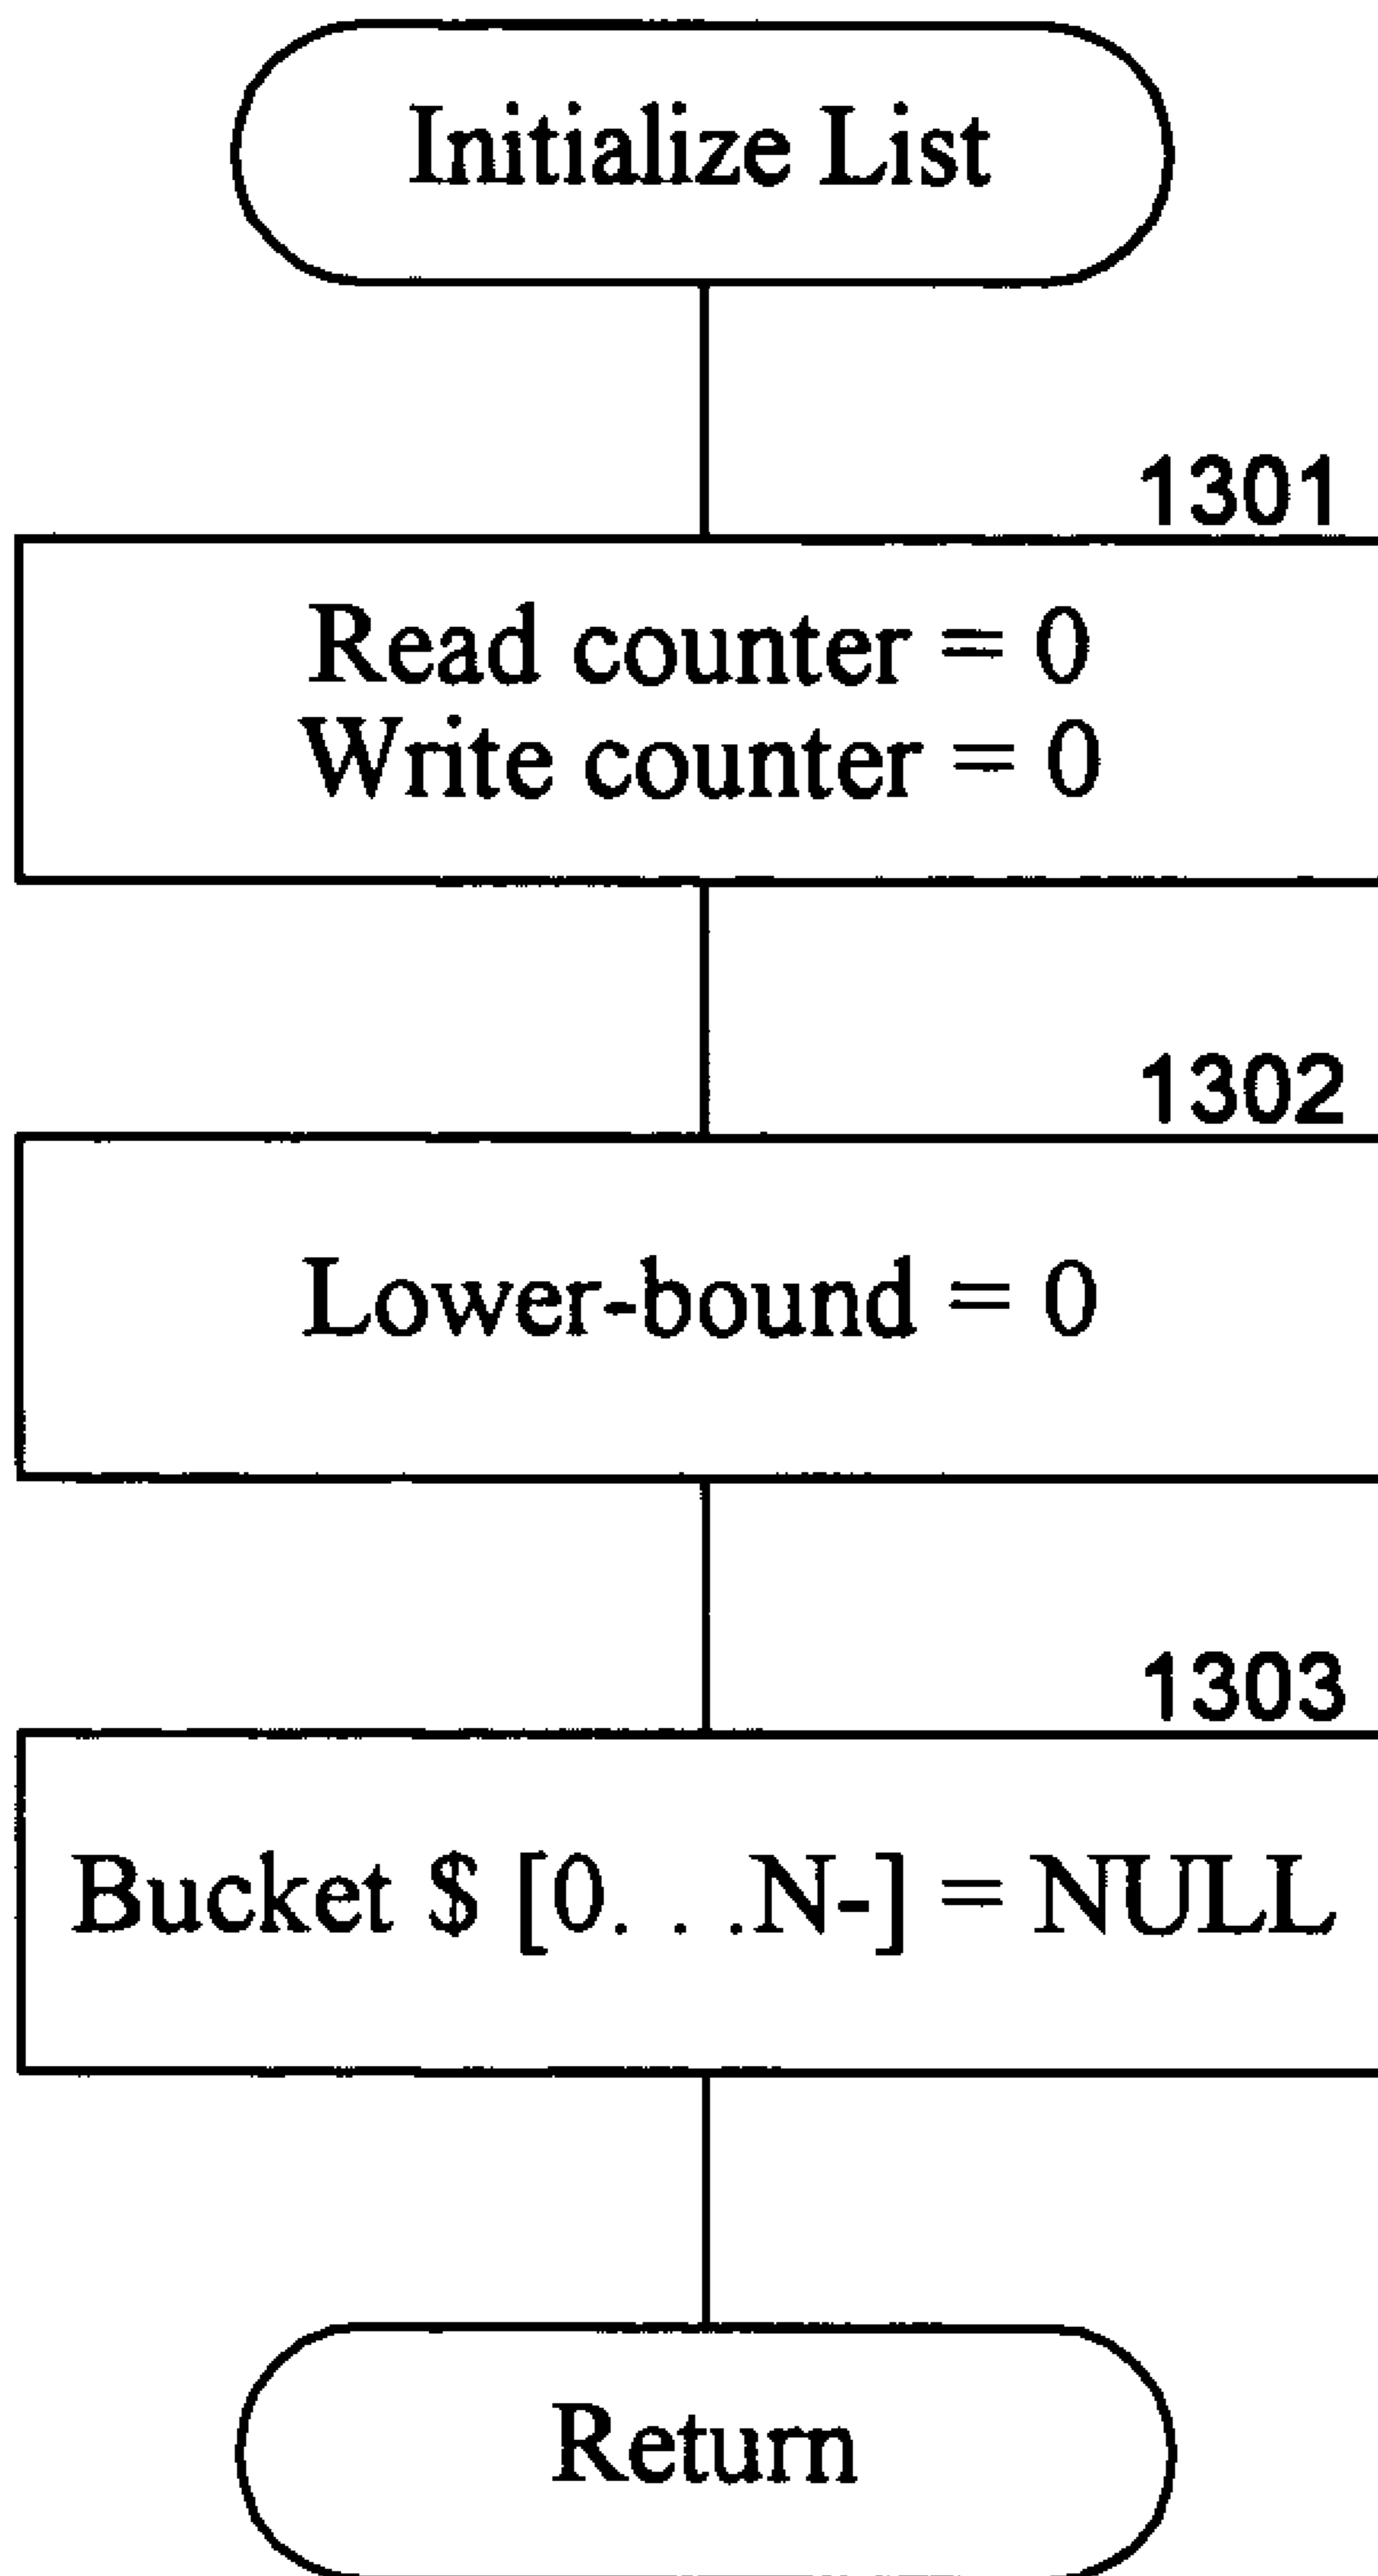 Initialize List
1301
Read counter = 0
Write counter = 0
1302
Lower-bound = 0
1303
Bucket $ [0. . .N-] = NULL
Return